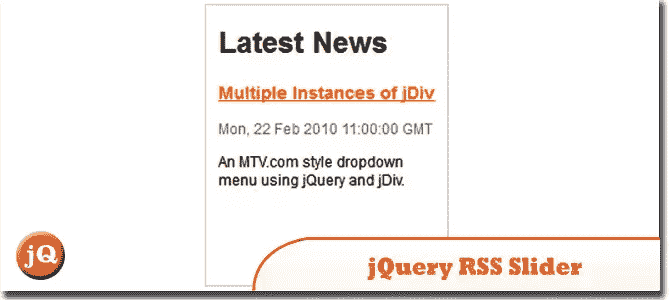 Latest News
Multiple Instances of jDiv
Mon, 22 Feb 2010 11:00:00 GMT
An MTV.com style dropdown
menu using jQuery and jDiv.
jQ
jQuery RSS Slider